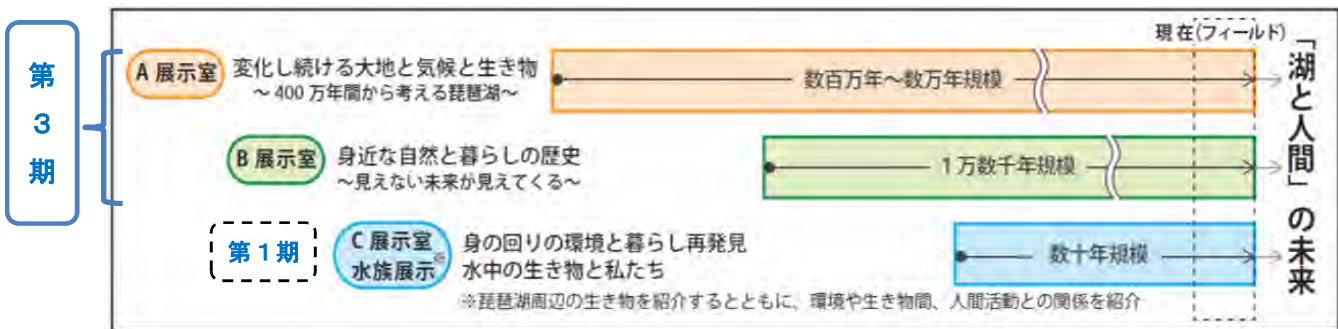 第3期
現在(フィールド)
A 展示室
変化し続ける大地と気候と生き物
～400万年間から考える琵琶湖～
数百万年～数万年規模
B 展示室
身近な自然と暮らしの歴史
～見えない未来が見えてくる～
1万数千年規模
第1期
C 展示室
水族展示※
身の回りの環境と暮らし再発見
水中の生き物と私たち
数十年規模
※琵琶湖周辺の生き物を紹介するとともに、環境や生き物間、人間活動との関係を紹介
「湖と人間」の未来